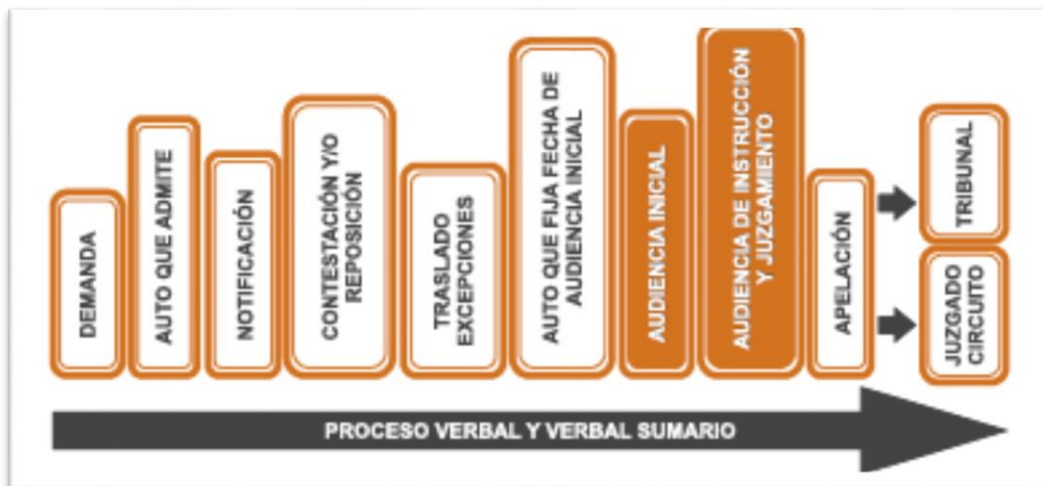 DEMANDA
AUTO QUE ADMITE
NOTIFICACIÓN
CONTESTACIÓN Y/O
REPOSICIÓN
TRASLADO
EXCEPCIONES
AUTO QUE FIJA FECHA DE
AUDIENCIA INICIAL
AUDIENCIA INICIAL
AUDIENCIA DE INSTRUCCIÓN
Y JUZGAMIENTO
APELACIÓN
TRIBUNAL
JUZGADO
CIRCUITO
PROCESO VERBAL Y VERBAL SUMARIO